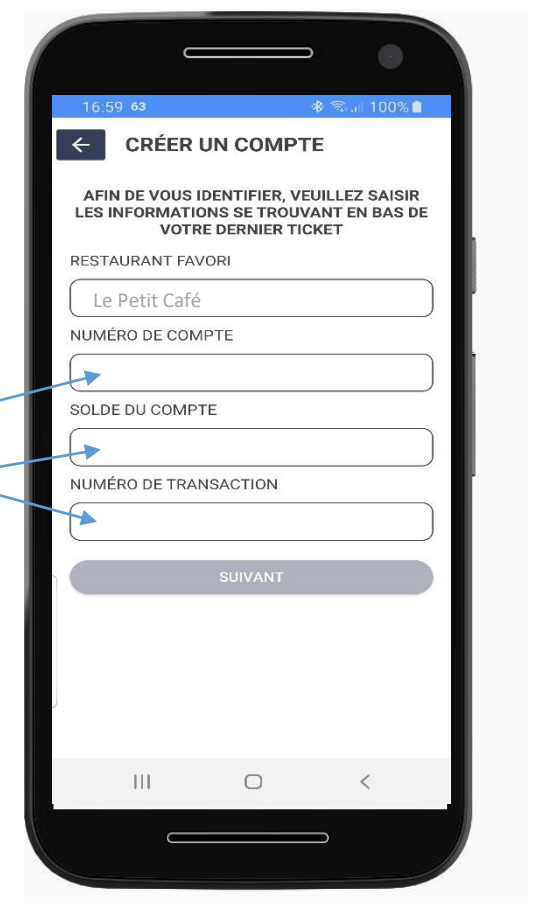 16:59 63 100%
CRÉER UN COMPTE
AFIN DE VOUS IDENTIFIER, VEUILLEZ SAISIR
LES INFORMATIONS SE TROUVANT EN BAS DE
VOTRE DERNIER TICKET
RESTAURANT FAVORI
Le Petit Café
NUMÉRO DE COMPTE
SOLDE DU COMPTE
NUMÉRO DE TRANSACTION
SUIVANT